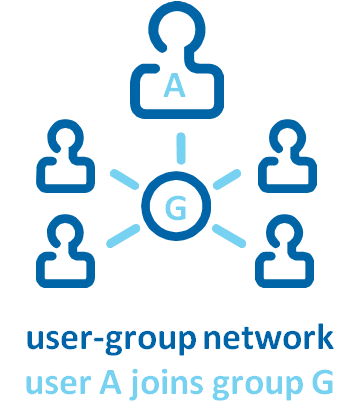 A
G
user-group network
user A joins group G